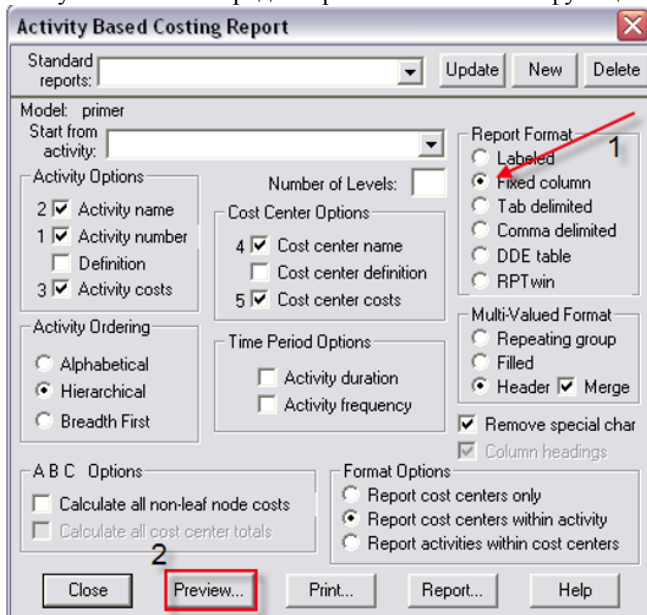 Activity Based Costing Report
Standard reports:
Update New Delete
Model: primer
Start from activity:
Number of Levels:
Activity Options
2 Activity name
1 Activity number
Definition
3 Activity costs
Cost Center Options
4 Cost center name
Cost center definition
5 Cost center costs
Report Format
1
Labeled
Fixed column
Tab delimited
Comma delimited
DDE table
RPTwin
Activity Ordering
Alphabetical
Hierarchical
Breadth First
Time Period Options
Activity duration
Activity frequency
Multi-Valued Format
Repeating group
Filled
Header Merge
Remove special char
Column headings
A B C Options
Calculate all non-leaf node costs
Calculate all cost center totals
Format Options
Report cost centers only
Report cost centers within activity
Report activities within cost centers
2
Close Preview... Print... Report... Help